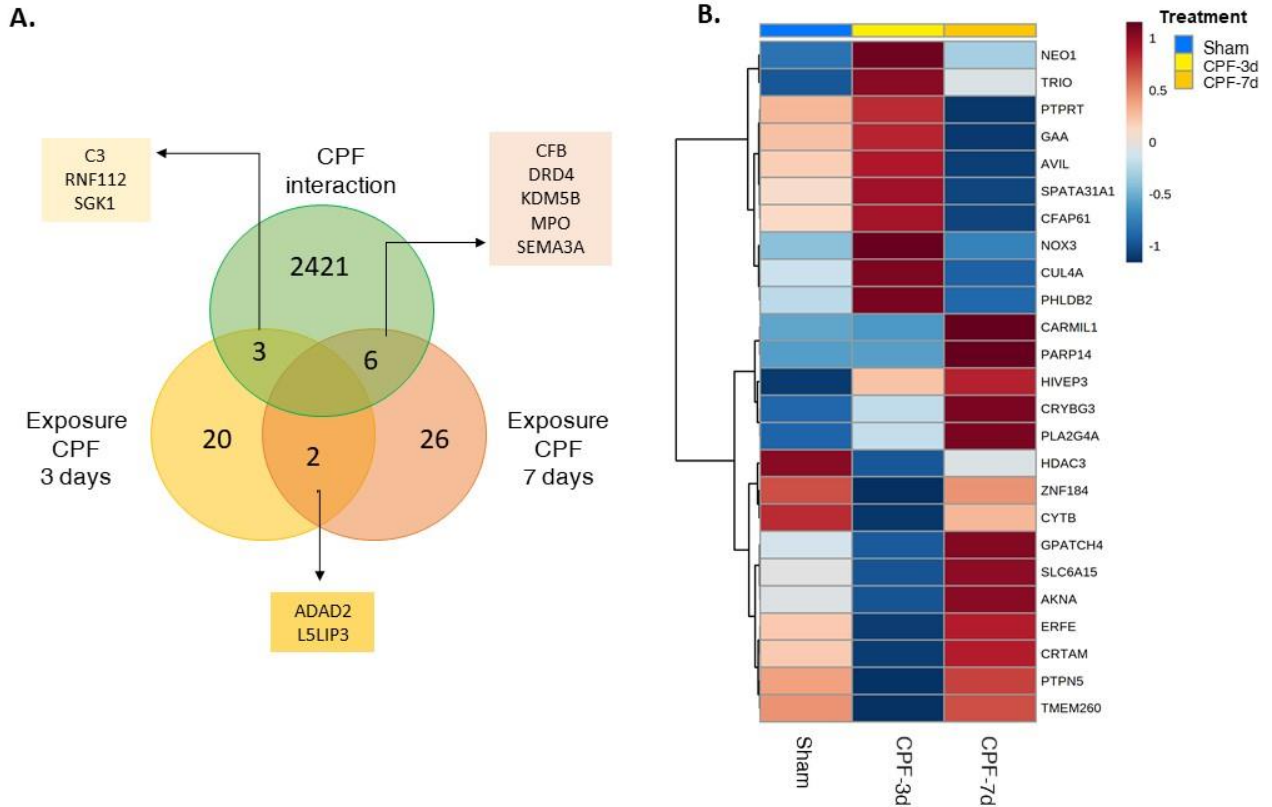 A.
C3
RNF112
SGK1
CPF
interaction
CFB
DRD4
KDM5B
MPO
SEMA3A
2421
3
6
Exposure
CPF
3 days
20
2
26
Exposure
CPF
7 days
ADAD2
L5LIP3
B.
Treatment
Sham
CPF-3d
CPF-7d
1
0.5
0
-0.5
-1
NEO1
TRIO
PTPRT
GAA
AVIL
SPATA31A1
CFAP61
NOX3
CUL4A
PHLDB2
CARMIL1
PARP14
HIVEP3
CRYBG3
PLA2G4A
HDAC3
ZNF184
CYTB
GPATCH4
SLC6A15
AKNA
ERFE
CRTAM
PTPN5
TMEM260
Sham
CPF-3d
CPF-7d